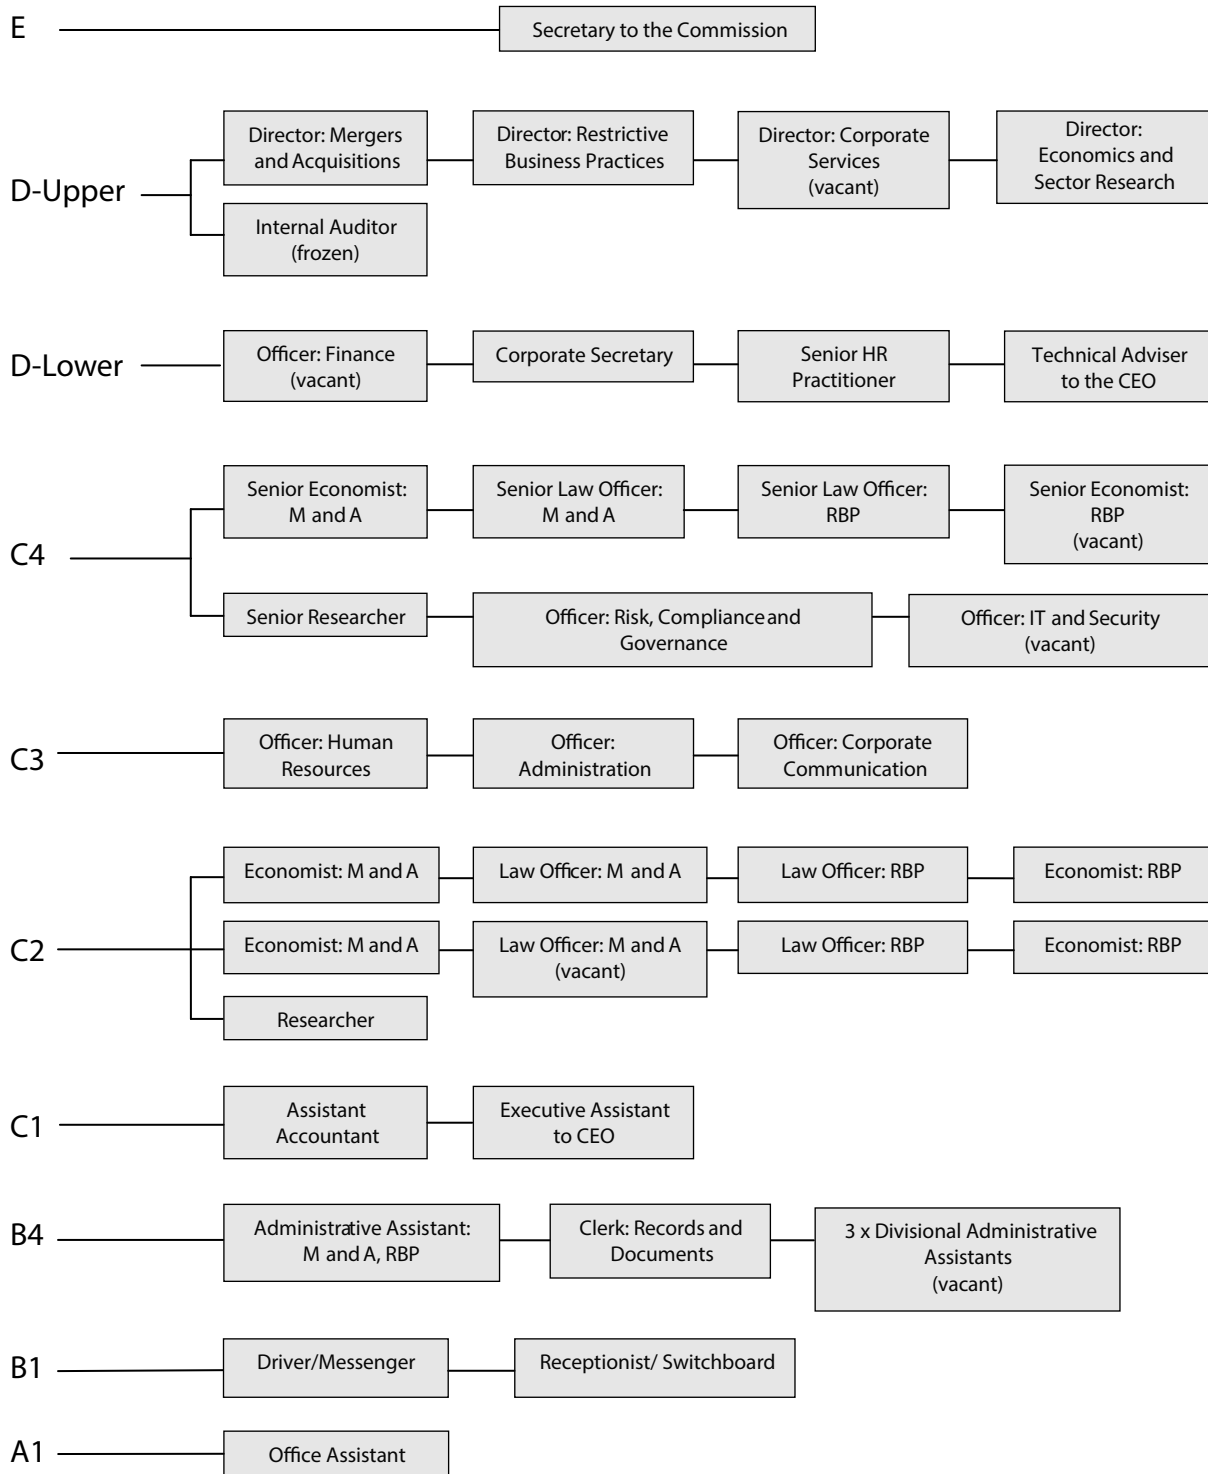 E
Secretary to the Commission
D-Upper
Director: Mergers
and Acquisitions
Director: Restrictive
Business Practices
Director: Corporate
Services
(vacant)
Director:
Economics and
Sector Research
Internal Auditor
(frozen)
D-Lower
Officer: Finance
(vacant)
Corporate Secretary
Senior HR
Practitioner
Technical Adviser
to the CEO
C4
Senior Economist:
M and A
Senior Law Officer:
M and A
Senior Law Officer:
RBP
Senior Economist:
RBP
(vacant)
Senior Researcher
Officer: Risk, Compliance and
Governance
Officer: IT and Security
(vacant)
C3
Officer: Human
Resources
Officer:
Administration
Officer: Corporate
Communication
C2
Economist: M and A
Law Officer: M and A
Law Officer: RBP
Economist: RBP
Economist: M and A
Law Officer: M and A
(vacant)
Law Officer: RBP
Economist: RBP
Researcher
C1
Assistant
Accountant
Executive Assistant
to CEO
B4
Administrative Assistant:
M and A, RBP
Clerk: Records and
Documents
3 x Divisional Administrative
Assistants
(vacant)
B1
Driver/Messenger
Receptionist/ Switchboard
A1
Office Assistant